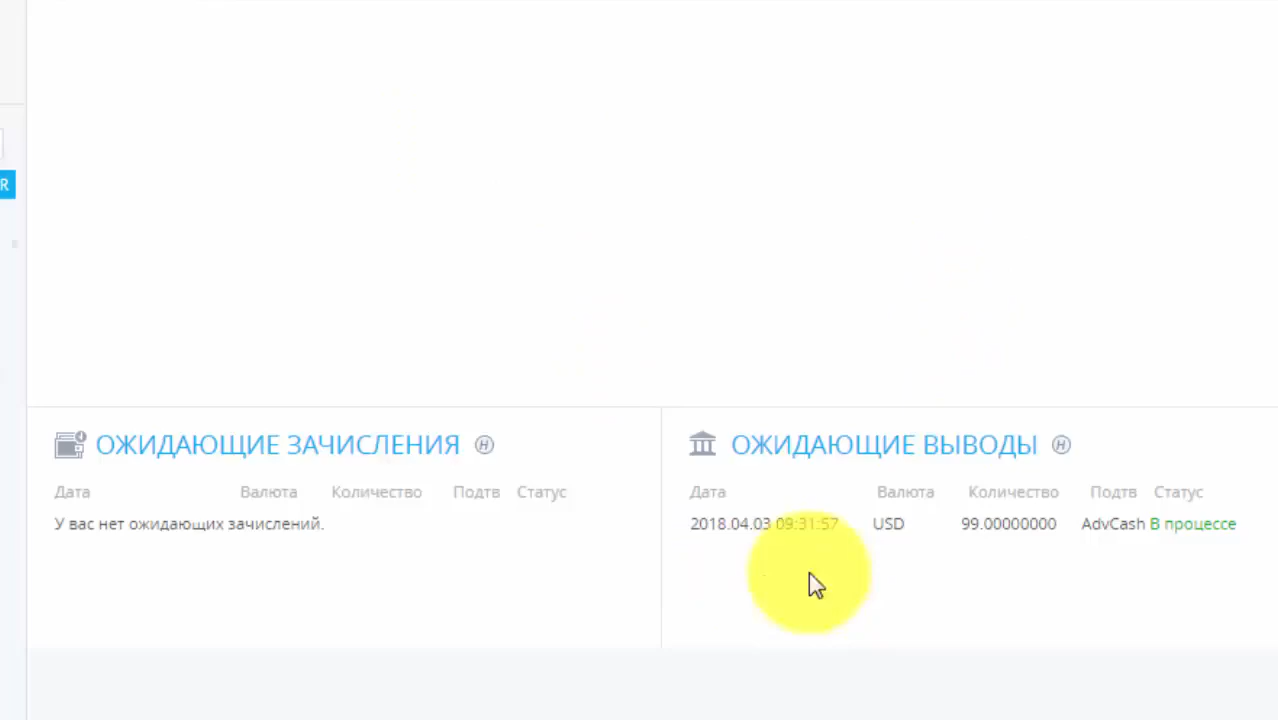 R
ОЖИДАЮЩИЕ ЗАЧИСЛЕНИЯ H
Дата Валюта Количество Подтв Статус
У вас нет ожидающих зачислений.
ОЖИДАЮЩИЕ ВЫВОДЫ H
Дата Валюта Количество Подтв Статус
2018.04.03 09:31:57 USD 99.00000000 AdvCash В процессе